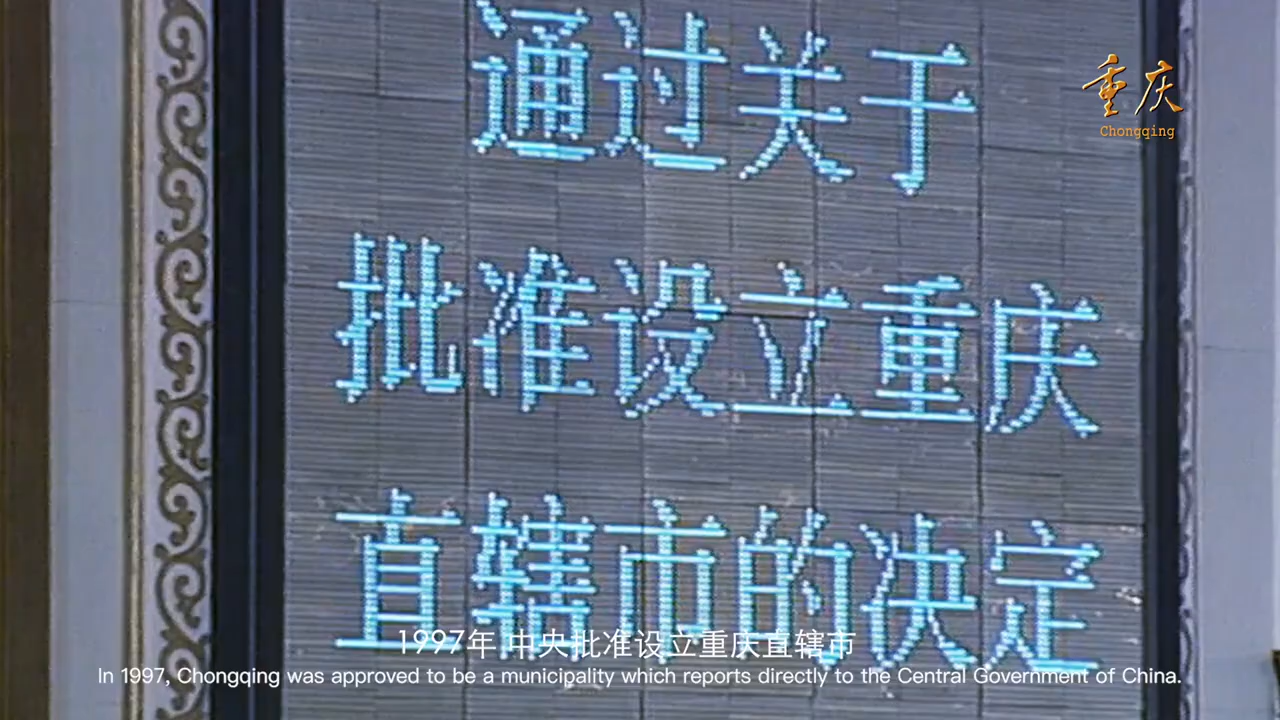 通过关于
批准设立重庆
直辖市的决定
重庆
Chongqing
1997年 中央批准设立重庆直辖市
In 1997, Chongqing was approved to be a municipality which reports directly to the Central Government of China.